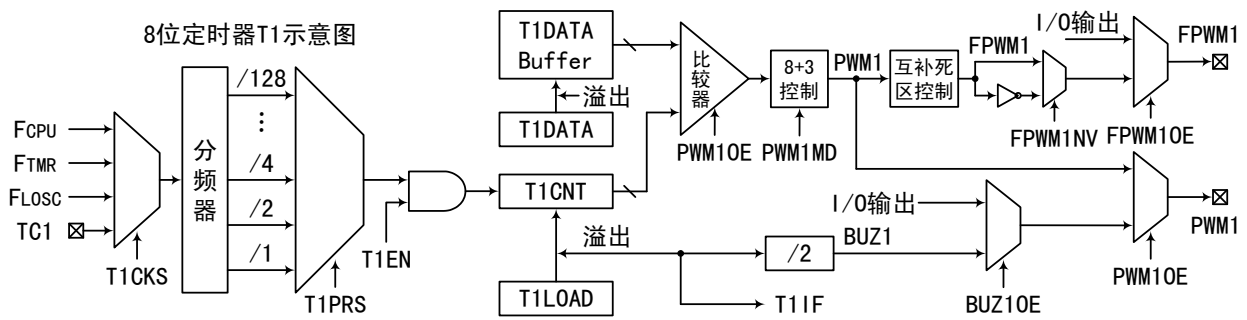 8位定时器T1示意图
T1DATA
Buffer
溢出
T1DATA
比较器
PWM1OE
8+3
控制
PWM1MD
PWM1
互补死
区控制
FPWM1
FPWM1NV
I/O输出
FPWM1
FPWM1OE
FCPU
FTMR
FLOSC
TC1
T1CKS
分频器
/128
⋮
/4
/2
/1
T1PRS
T1EN
T1CNT
溢出
T1LOAD
/2
BUZ1
T1IF
I/O输出
BUZ1OE
PWM1
PWM1OE